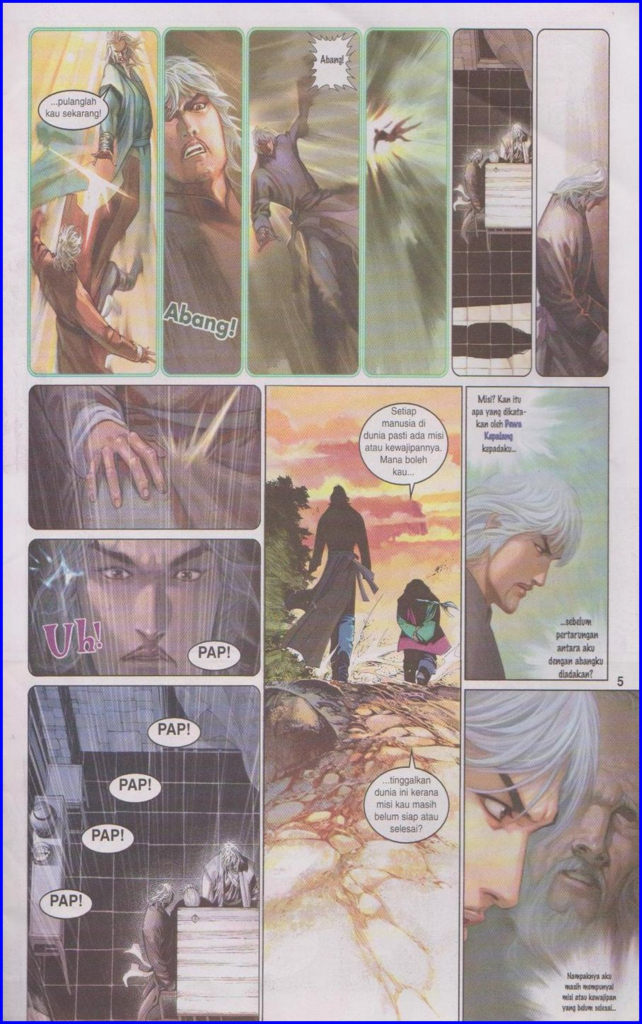 ...pulanglah
kau sekarang!
Abang!
Abang!
Uh!
PAP!
PAP!
PAP!
PAP!
PAP!
Setiap
manusia di
dunia pasti ada misi
atau kewajipannya.
Mana boleh
kau...
...tinggalkan
dunia ini kerana
misi kau masih
belum siap atau
selesai?
Misi? Kan itu
apa yang dikata-
kan oleh Dewa
Kepalang
kepadaku...
...sebelum
pertarungan
antara aku
dengan abangku
diadakan?
5
Nampaknya aku
masih mempunyai
misi atau kewajipan
yang belum selesai...